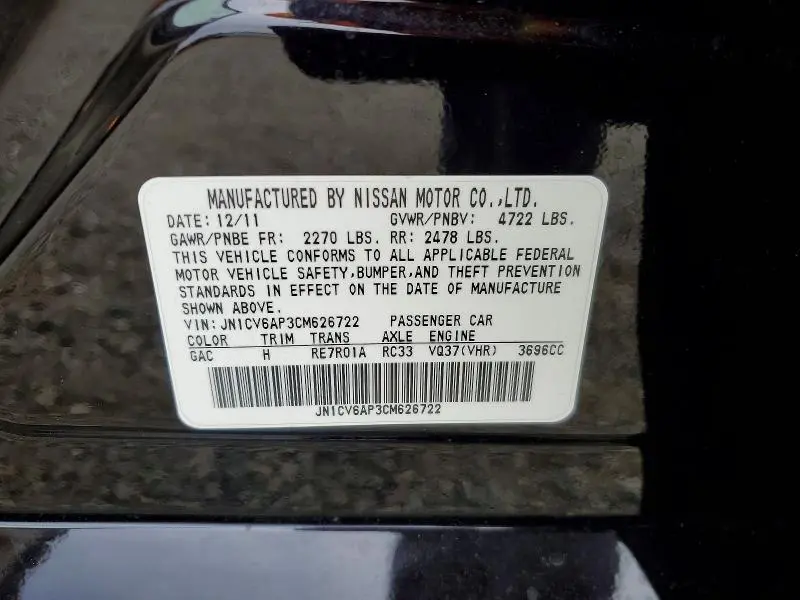 MANUFACTURED BY NISSAN MOTOR CO.,LTD.
DATE: 12/11 GVWR/PNBV: 4722 LBS.
GAWR/PNBE FR: 2270 LBS. RR: 2478 LBS.
THIS VEHICLE CONFORMS TO ALL APPLICABLE FEDERAL
MOTOR VEHICLE SAFETY,BUMPER,AND THEFT PREVENTION
STANDARDS IN EFFECT ON THE DATE OF MANUFACTURE
SHOWN ABOVE.
VIN:JN1CV6AP3CM626722 PASSENGER CAR
COLOR TRIM TRANS AXLE ENGINE
GAC H RE7R01A RC33 VQ37(VHR) 3696CC
JN1CV6AP3CM626722